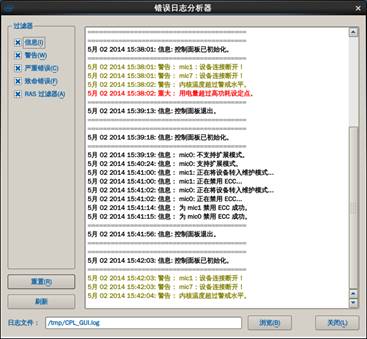 错误日志分析器
过滤器
信息(I)
警告(W)
严重错误(C)
致命错误(F)
RAS 过滤器(A)
重置(R)
刷新
========================================
========================================
5月 02 2014 15:38:01: 信息: 控制面板已初始化。
========================================
5月 02 2014 15:38:01: 警告： mic1：设备连接断开！
5月 02 2014 15:38:01: 警告： mic7：设备连接断开！
5月 02 2014 15:38:02: 警告： 内核温度超过警戒水平。
5月 02 2014 15:38:02: 重大： 用电量超过高功耗设定点。
========================================
5月 02 2014 15:39:13: 信息: 控制面板退出。
========================================
========================================
5月 02 2014 15:39:18: 信息: 控制面板已初始化。
========================================
5月 02 2014 15:39:19: 信息： mic0: 不支持扩展模式。
5月 02 2014 15:40:24: 信息： mic0: 支持扩展模式。
5月 02 2014 15:41:00: 信息： mic1: 正在将设备转入维护模式...
5月 02 2014 15:41:00: 信息： mic1: 正在禁用 ECC...
5月 02 2014 15:41:02: 信息： mic0: 正在将设备转入维护模式...
5月 02 2014 15:41:02: 信息： mic0: 正在禁用 ECC...
5月 02 2014 15:41:14: 信息： 为 mic1 禁用 ECC 成功。
5月 02 2014 15:41:15: 信息： 为 mic0 禁用 ECC 成功。
========================================
5月 02 2014 15:41:56: 信息: 控制面板退出。
========================================
========================================
5月 02 2014 15:42:03: 信息: 控制面板已初始化。
========================================
5月 02 2014 15:42:03: 警告： mic1：设备连接断开！
5月 02 2014 15:42:03: 警告： mic7：设备连接断开！
5月 02 2014 15:42:04: 警告： 内核温度超过警戒水平。
日志文件： /tmp/CPL_GUI.log 浏览(B) 关闭(L)